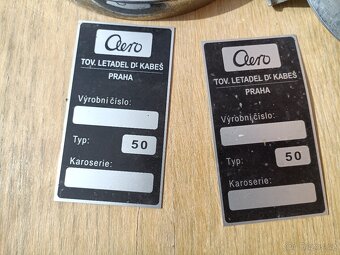 Aero
TOV. LETADEL Dr KABEŠ
PRAHA
Výrobní číslo:
Typ: 50
Karoserie:
Aero
TOV. LETADEL Dr KABEŠ
PRAHA
Výrobní číslo:
Typ: 50
Karoserie: